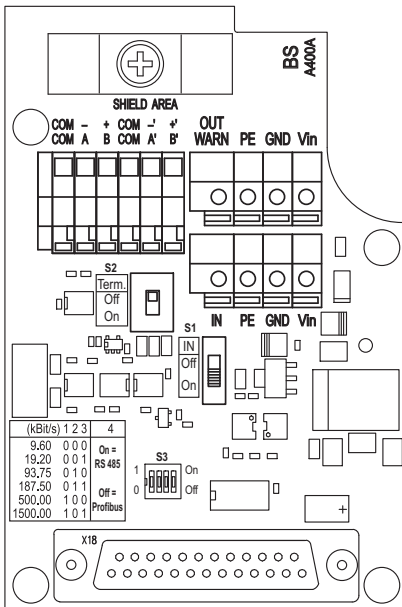 BS
A400A
SHIELD AREA
COM – + COM –' +'
COM A B COM A' B'
OUT
WARN PE GND Vin
S2
Term.
Off
On
IN PE GND Vin
S1
IN
Off
On
(kBit/s) 1 2 3 4
9.60 0 0 0
19.20 0 0 1
93.75 0 1 0
187.50 0 1 1
500.00 1 0 0
1500.00 1 0 1
On =
RS 485
Off =
Profibus
S3
1 On
0 Off
+
X18